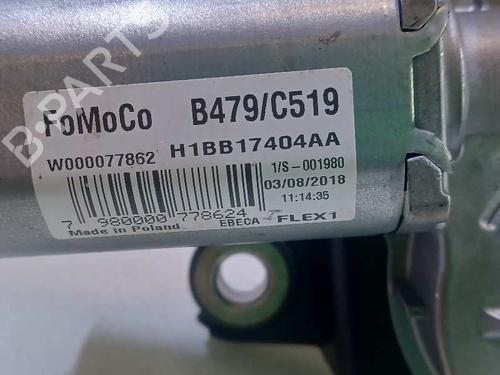 B-PARTS
FoMoCo B479/C519
W000077862 H1BB17404AA
1/S-001980
03/08/2018
11:14:35
7 980000 778624
Made in Poland EBECA FLEX1